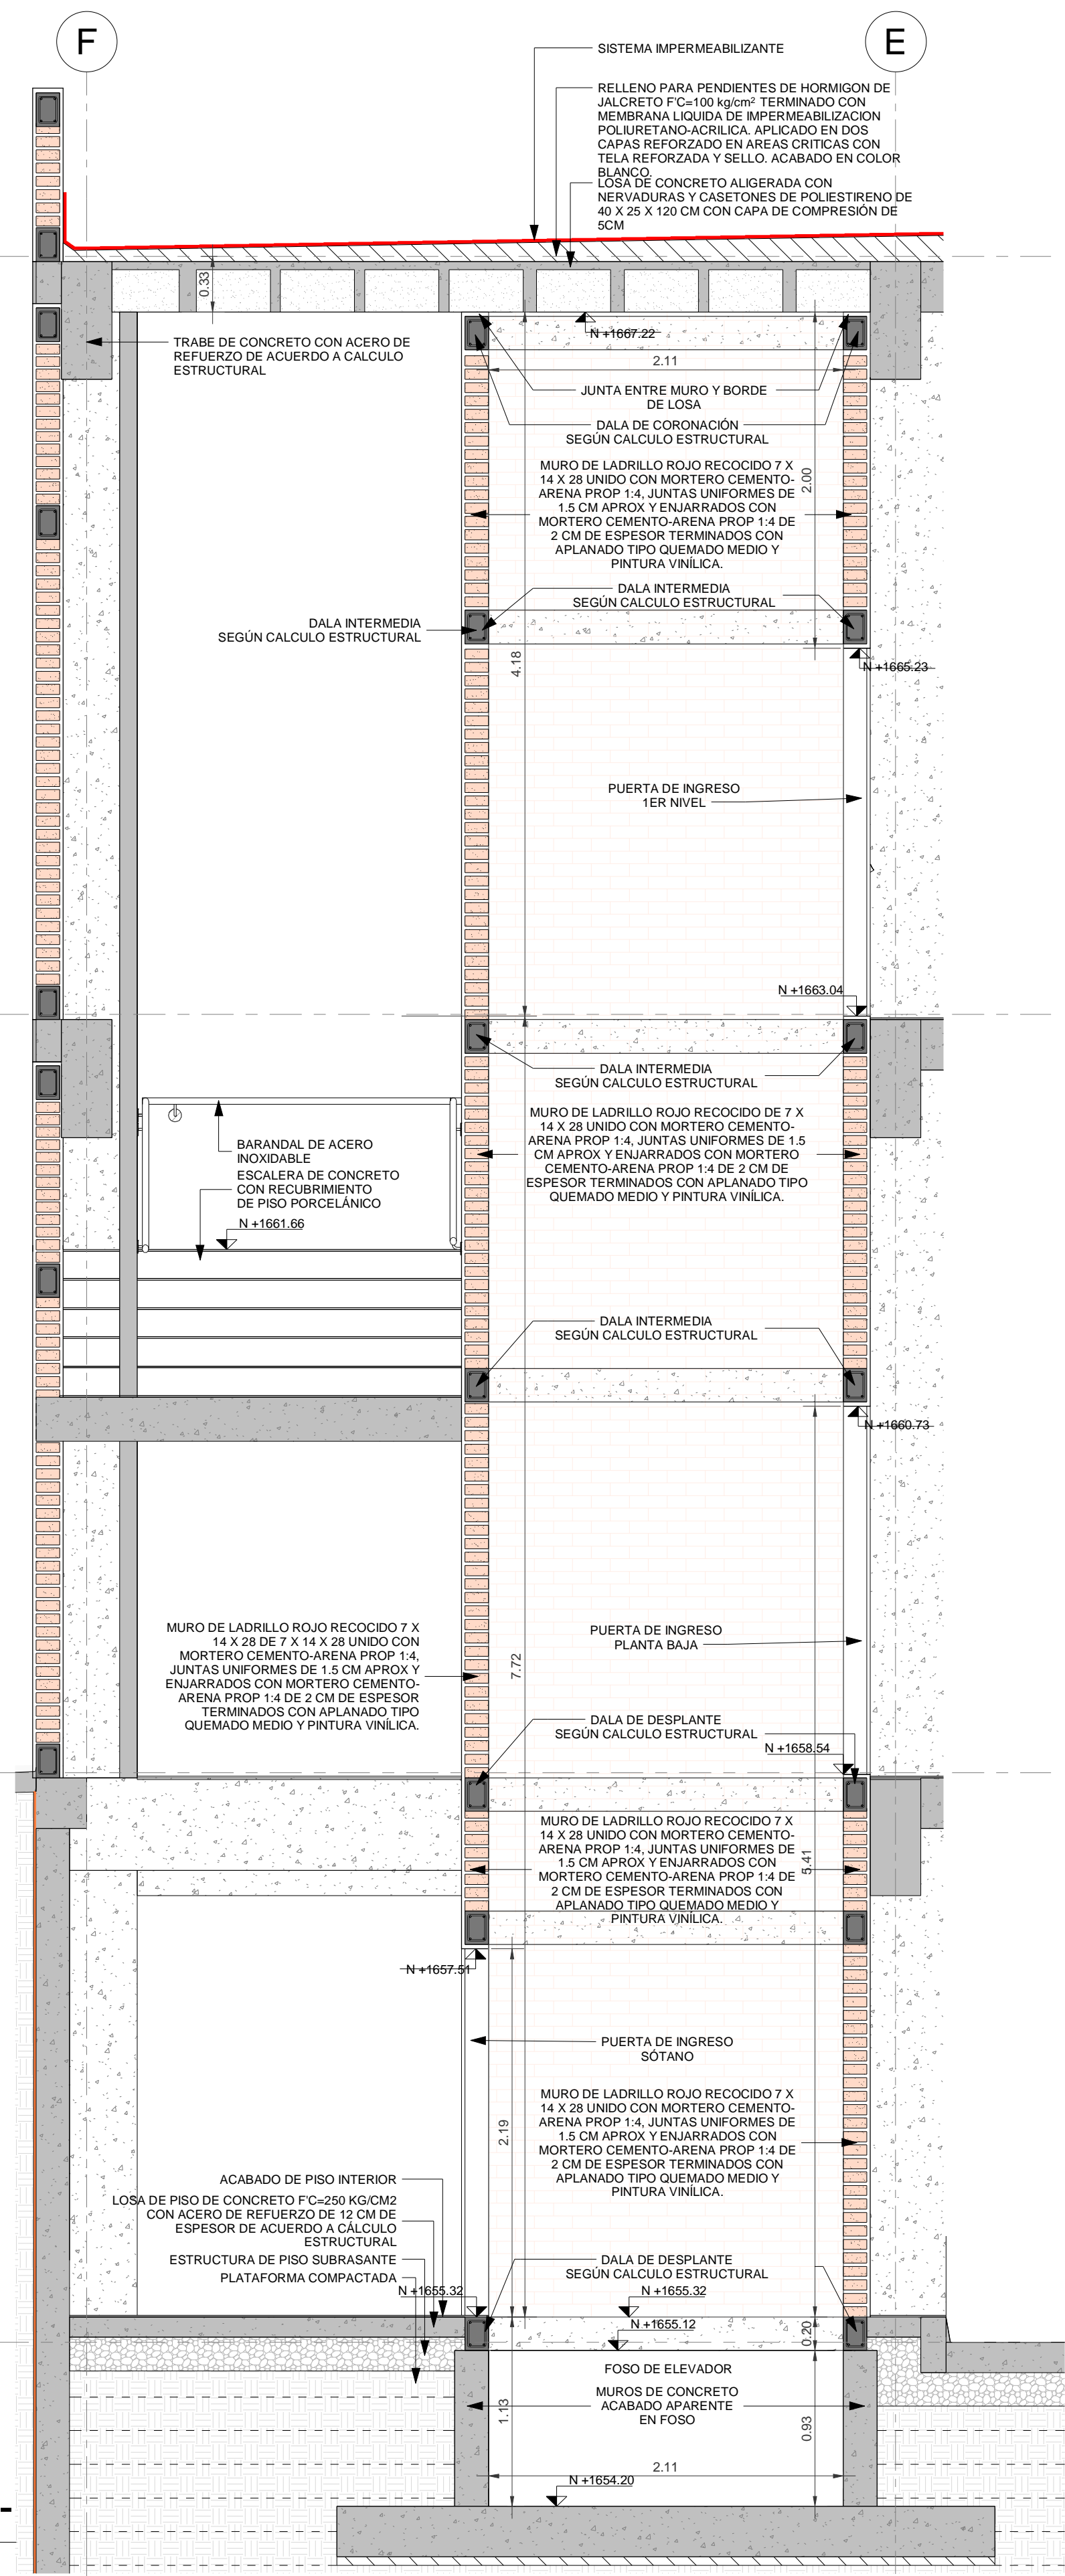 F
E
SISTEMA IMPERMEABILIZANTE
RELLENO PARA PENDIENTES DE HORMIGON DE
JALCRETO F'C=100 kg/cm² TERMINADO CON
MEMBRANA LIQUIDA DE IMPERMEABILIZACION
POLIURETANO-ACRILICA. APLICADO EN DOS
CAPAS REFORZADO EN AREAS CRITICAS CON
TELA REFORZADA Y SELLO. ACABADO EN COLOR
BLANCO.
LOSA DE CONCRETO ALIGERADA CON
NERVADURAS Y CASETONES DE POLIESTIRENO DE
40 X 25 X 120 CM CON CAPA DE COMPRESIÓN DE
5CM
0.33
N +1667.22
TRABE DE CONCRETO CON ACERO DE
REFUERZO DE ACUERDO A CALCULO
ESTRUCTURAL
2.11
JUNTA ENTRE MURO Y BORDE
DE LOSA
DALA DE CORONACIÓN
SEGÚN CALCULO ESTRUCTURAL
MURO DE LADRILLO ROJO RECOCIDO 7 X
14 X 28 UNIDO CON MORTERO CEMENTO-
ARENA PROP 1:4, JUNTAS UNIFORMES DE
1.5 CM APROX Y ENJARRADOS CON
MORTERO CEMENTO-ARENA PROP 1:4 DE
2 CM DE ESPESOR TERMINADOS CON
APLANADO TIPO QUEMADO MEDIO Y
PINTURA VINÍLICA.
2.00
DALA INTERMEDIA
SEGÚN CALCULO ESTRUCTURAL
DALA INTERMEDIA
SEGÚN CALCULO ESTRUCTURAL
4.18
N +1665.23
PUERTA DE INGRESO
1ER NIVEL
N +1663.04
DALA INTERMEDIA
SEGÚN CALCULO ESTRUCTURAL
MURO DE LADRILLO ROJO RECOCIDO DE 7 X
14 X 28 UNIDO CON MORTERO CEMENTO-
ARENA PROP 1:4, JUNTAS UNIFORMES DE 1.5
CM APROX Y ENJARRADOS CON MORTERO
CEMENTO-ARENA PROP 1:4 DE 2 CM DE
ESPESOR TERMINADOS CON APLANADO TIPO
QUEMADO MEDIO Y PINTURA VINÍLICA.
BARANDAL DE ACERO
INOXIDABLE
ESCALERA DE CONCRETO
CON RECUBRIMIENTO
DE PISO PORCELÁNICO
N +1661.66
DALA INTERMEDIA
SEGÚN CALCULO ESTRUCTURAL
N +1660.73
MURO DE LADRILLO ROJO RECOCIDO 7 X
14 X 28 DE 7 X 14 X 28 UNIDO CON
MORTERO CEMENTO-ARENA PROP 1:4,
JUNTAS UNIFORMES DE 1.5 CM APROX Y
ENJARRADOS CON MORTERO CEMENTO-
ARENA PROP 1:4 DE 2 CM DE ESPESOR
TERMINADOS CON APLANADO TIPO
QUEMADO MEDIO Y PINTURA VINÍLICA.
PUERTA DE INGRESO
PLANTA BAJA
7.72
DALA DE DESPLANTE
SEGÚN CALCULO ESTRUCTURAL
N +1658.54
MURO DE LADRILLO ROJO RECOCIDO 7 X
14 X 28 UNIDO CON MORTERO CEMENTO-
ARENA PROP 1:4, JUNTAS UNIFORMES DE
1.5 CM APROX Y ENJARRADOS CON
MORTERO CEMENTO-ARENA PROP 1:4 DE
2 CM DE ESPESOR TERMINADOS CON
APLANADO TIPO QUEMADO MEDIO Y
PINTURA VINÍLICA.
5.41
N +1657.51
PUERTA DE INGRESO
SÓTANO
MURO DE LADRILLO ROJO RECOCIDO 7 X
14 X 28 UNIDO CON MORTERO CEMENTO-
ARENA PROP 1:4, JUNTAS UNIFORMES DE
1.5 CM APROX Y ENJARRADOS CON
MORTERO CEMENTO-ARENA PROP 1:4 DE
2 CM DE ESPESOR TERMINADOS CON
APLANADO TIPO QUEMADO MEDIO Y
PINTURA VINÍLICA.
2.19
ACABADO DE PISO INTERIOR
LOSA DE PISO DE CONCRETO F'C=250 KG/CM2
CON ACERO DE REFUERZO DE 12 CM DE
ESPESOR DE ACUERDO A CÁLCULO
ESTRUCTURAL
ESTRUCTURA DE PISO SUBRASANTE
PLATAFORMA COMPACTADA
N +1655.32
DALA DE DESPLANTE
SEGÚN CALCULO ESTRUCTURAL
N +1655.32
N +1655.12
0.20
FOSO DE ELEVADOR
MUROS DE CONCRETO
ACABADO APARENTE
EN FOSO
1.13
0.93
2.11
N +1654.20